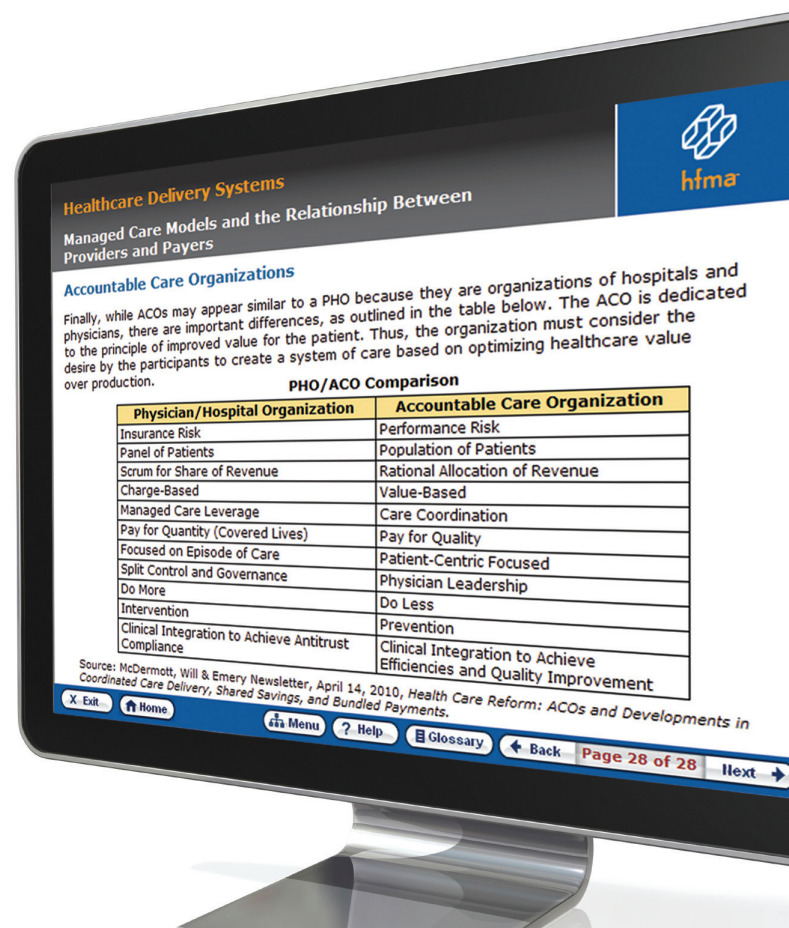 hfma
Healthcare Delivery Systems
Managed Care Models and the Relationship Between
Providers and Payers
Accountable Care Organizations
Finally, while ACOs may appear similar to a PHO because they are organizations of hospitals and
physicians, there are important differences, as outlined in the table below. The ACO is dedicated
to the principle of improved value for the patient. Thus, the organization must consider the
desire by the participants to create a system of care based on optimizing healthcare value
over production.
PHO/ACO Comparison
Physician/Hospital Organization Accountable Care Organization
Insurance Risk Performance Risk
Panel of Patients Population of Patients
Scrum for Share of Revenue Rational Allocation of Revenue
Charge-Based Value-Based
Managed Care Leverage Care Coordination
Pay for Quantity (Covered Lives) Pay for Quality
Focused on Episode of Care Patient-Centric Focused
Split Control and Governance Physician Leadership
Do More Do Less
Intervention Prevention
Clinical Integration to Achieve Antitrust
Compliance
Clinical Integration to Achieve
Efficiencies and Quality Improvement
Source: McDermott, Will & Emery Newsletter, April 14, 2010, Health Care Reform: ACOs and Developments in
Coordinated Care Delivery, Shared Savings, and Bundled Payments.
X Exit Home Menu ? Help Glossary Back Page 28 of 28 Next